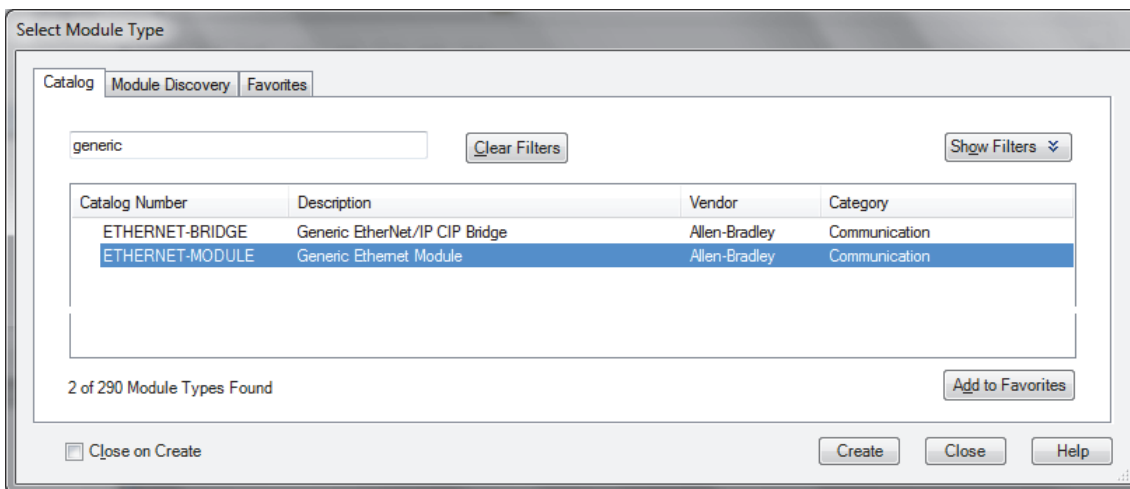 Select Module Type
Catalog Module Discovery Favorites
generic Clear Filters Show Filters
Catalog Number Description Vendor Category
ETHERNET-BRIDGE Generic EtherNet/IP CIP Bridge Allen-Bradley Communication
ETHERNET-MODULE Generic Ethernet Module Allen-Bradley Communication
2 of 290 Module Types Found Add to Favorites
Close on Create Create Close Help